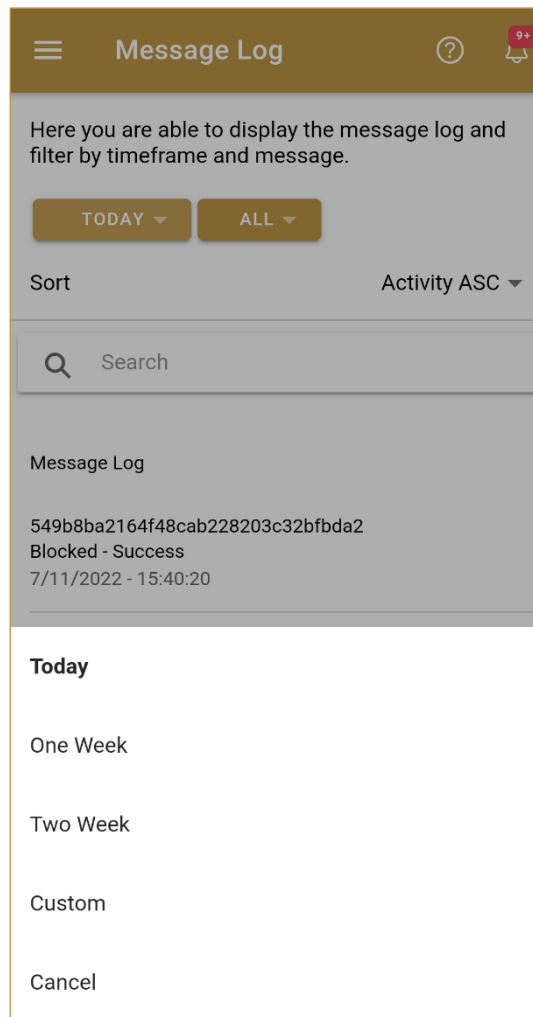 Message Log
9+
Here you are able to display the message log and
filter by timeframe and message.
TODAY ALL
Sort Activity ASC
Search
Message Log
549b8ba2164f48cab228203c32bfbda2
Blocked - Success
7/11/2022 - 15:40:20
Today
One Week
Two Week
Custom
Cancel